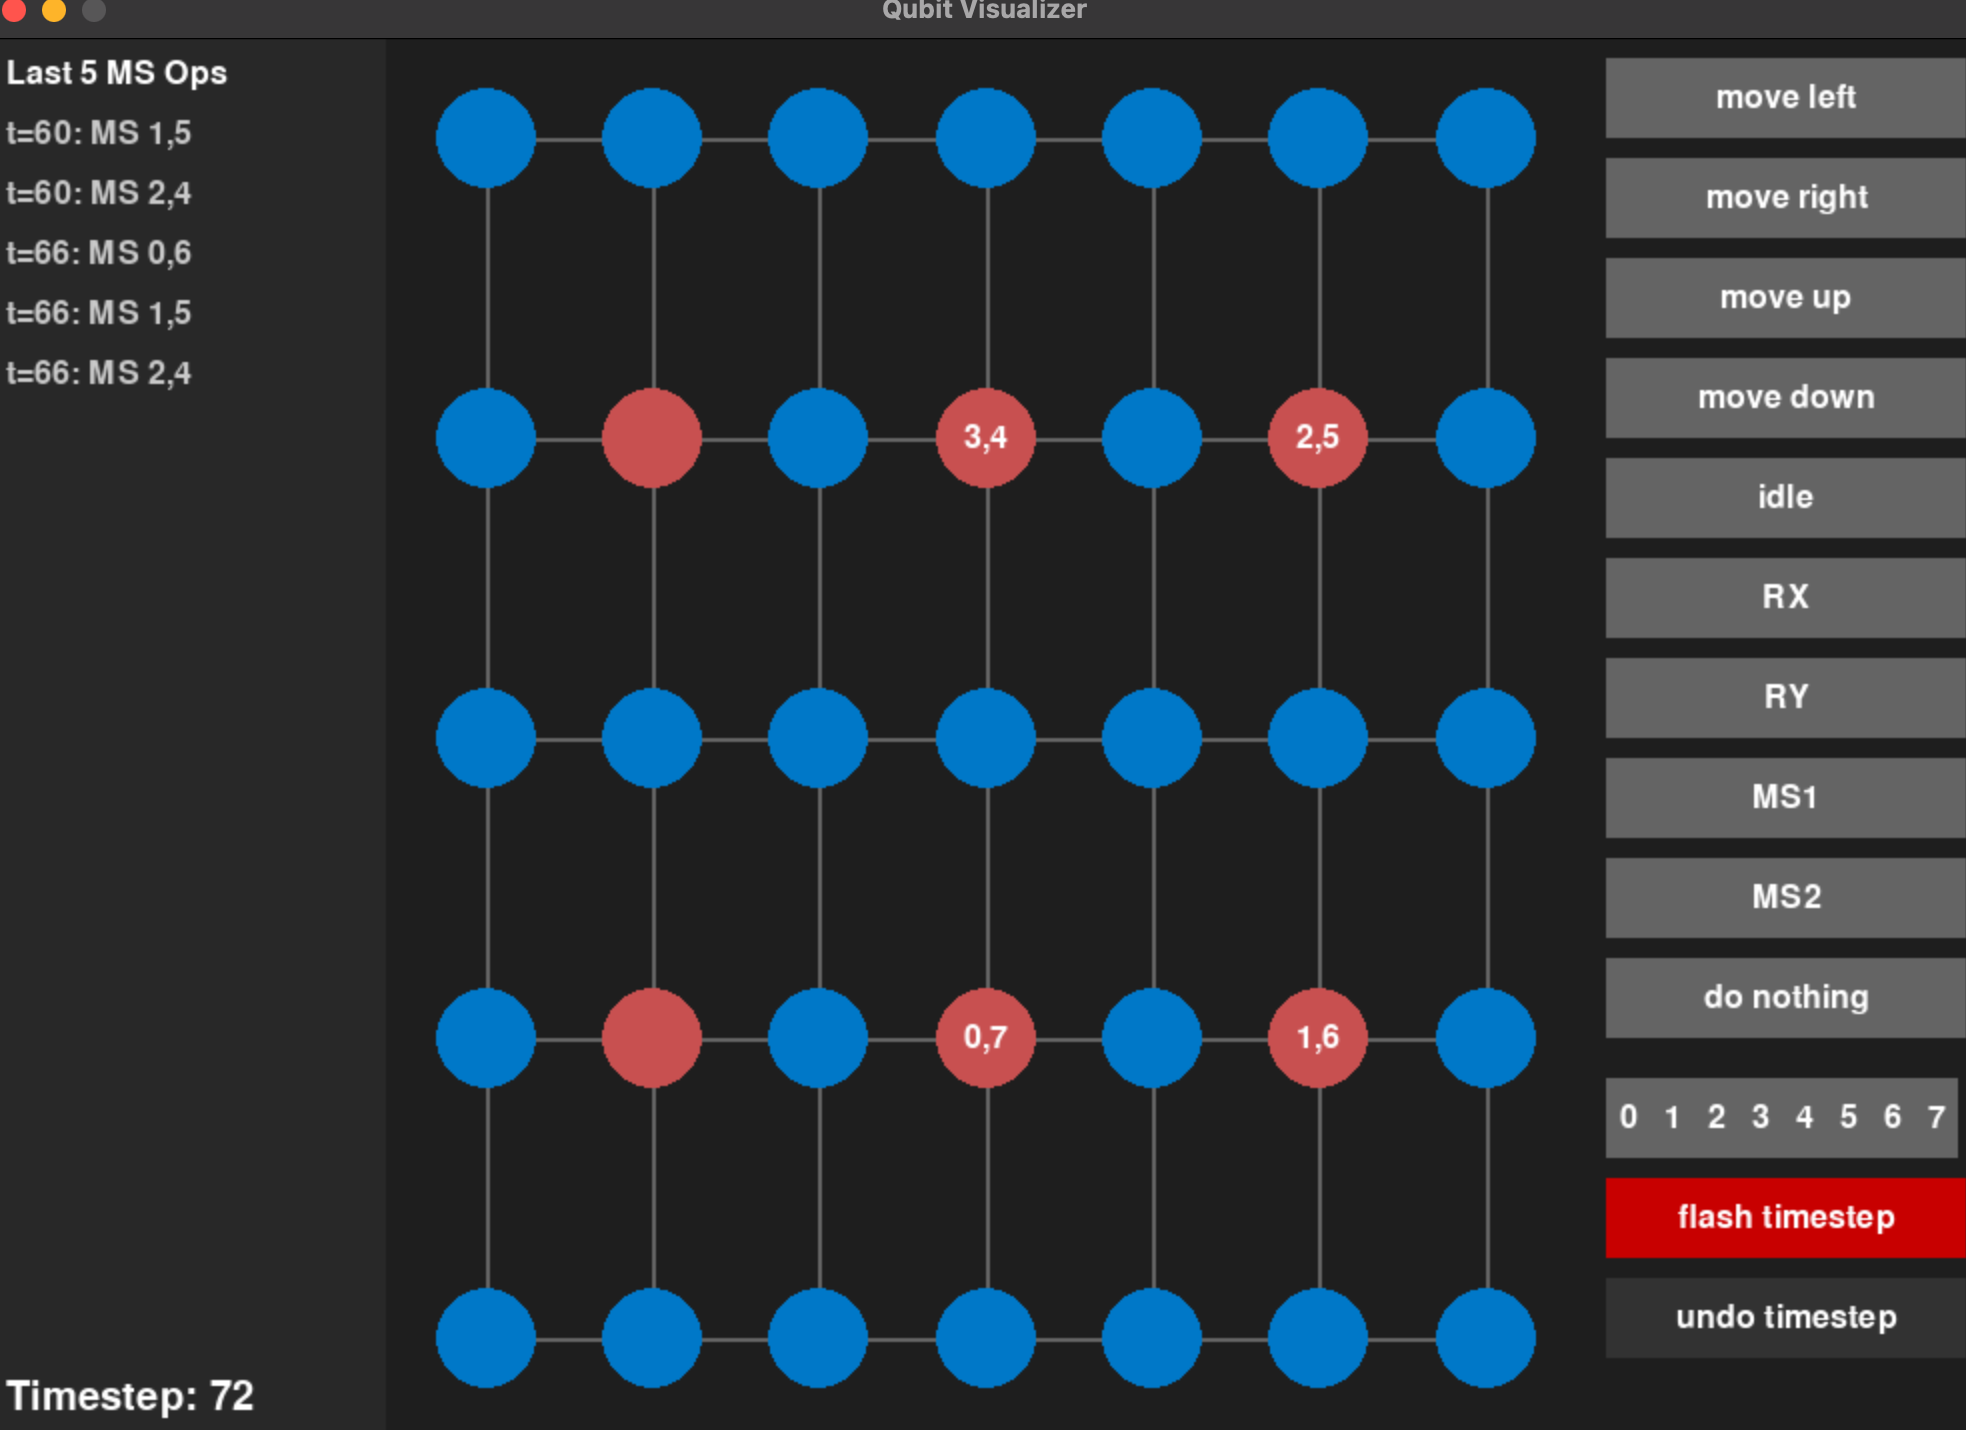 Qubit Visualizer
Last 5 MS Ops
t=60: MS 1,5
t=60: MS 2,4
t=66: MS 0,6
t=66: MS 1,5
t=66: MS 2,4
Timestep: 72
3,4
2,5
0,7
1,6
move left
move right
move up
move down
idle
RX
RY
MS1
MS2
do nothing
0 1 2 3 4 5 6 7
flash timestep
undo timestep